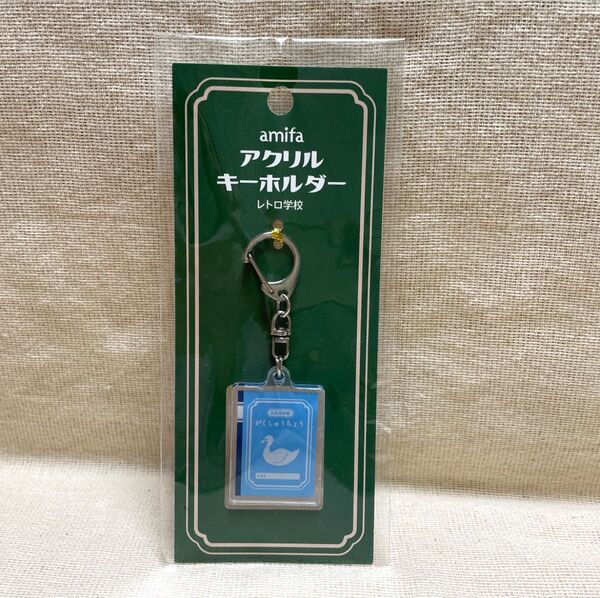 amifa
アクリル
キーホルダー
レトロ学校
がくしゅうちょう